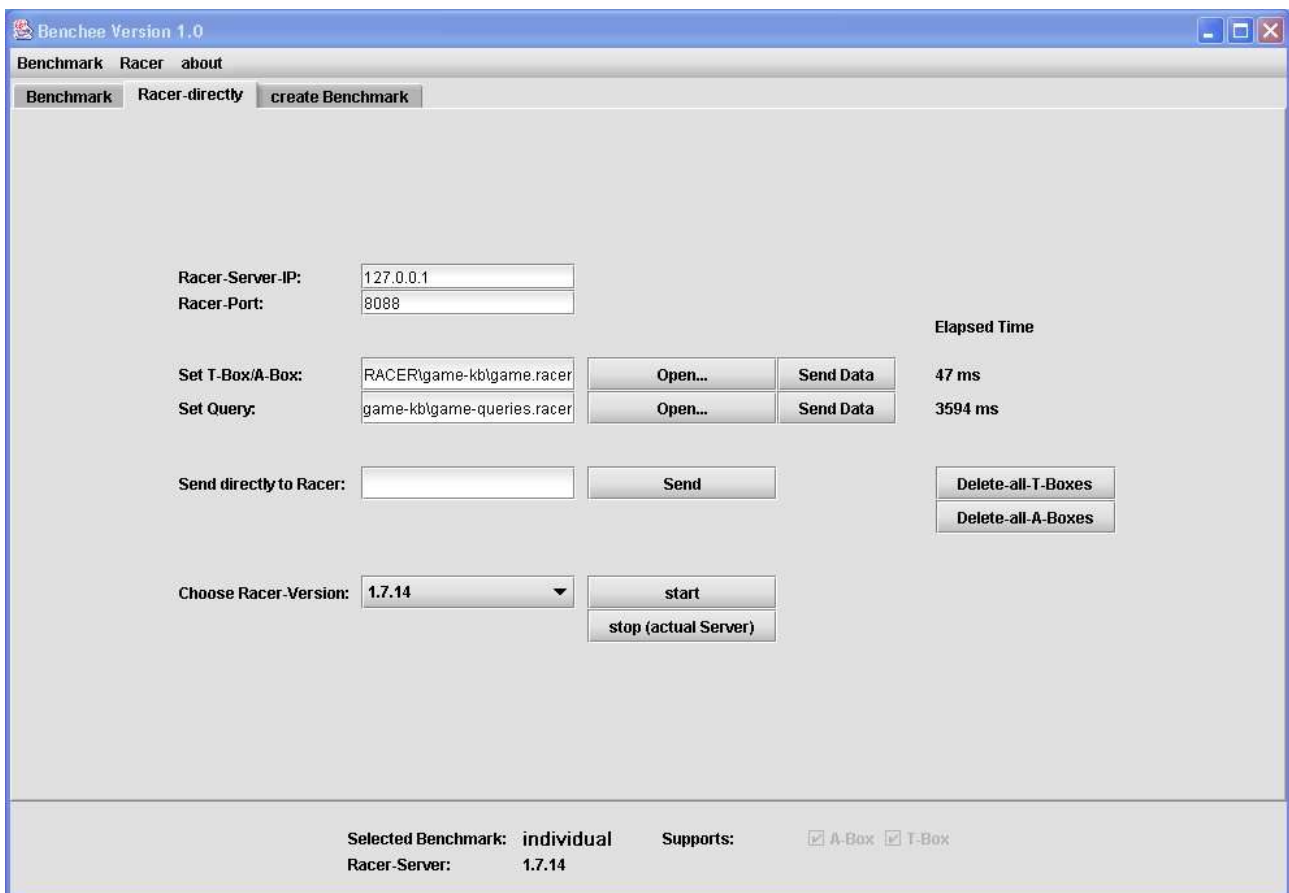 Benchee Version 1.0
Benchmark Racer about
Benchmark Racer-directly create Benchmark
Racer-Server-IP: 127.0.0.1
Racer-Port: 8088
Elapsed Time
Set T-Box/A-Box: RACER\game-kb\game.racer Open... Send Data 47 ms
Set Query: game-kb\game-queries.racer Open... Send Data 3594 ms
Send directly to Racer: Send Delete-all-T-Boxes
Delete-all-A-Boxes
Choose Racer-Version: 1.7.14 start
stop (actual Server)
Selected Benchmark: individual Supports: A-Box T-Box
Racer-Server: 1.7.14